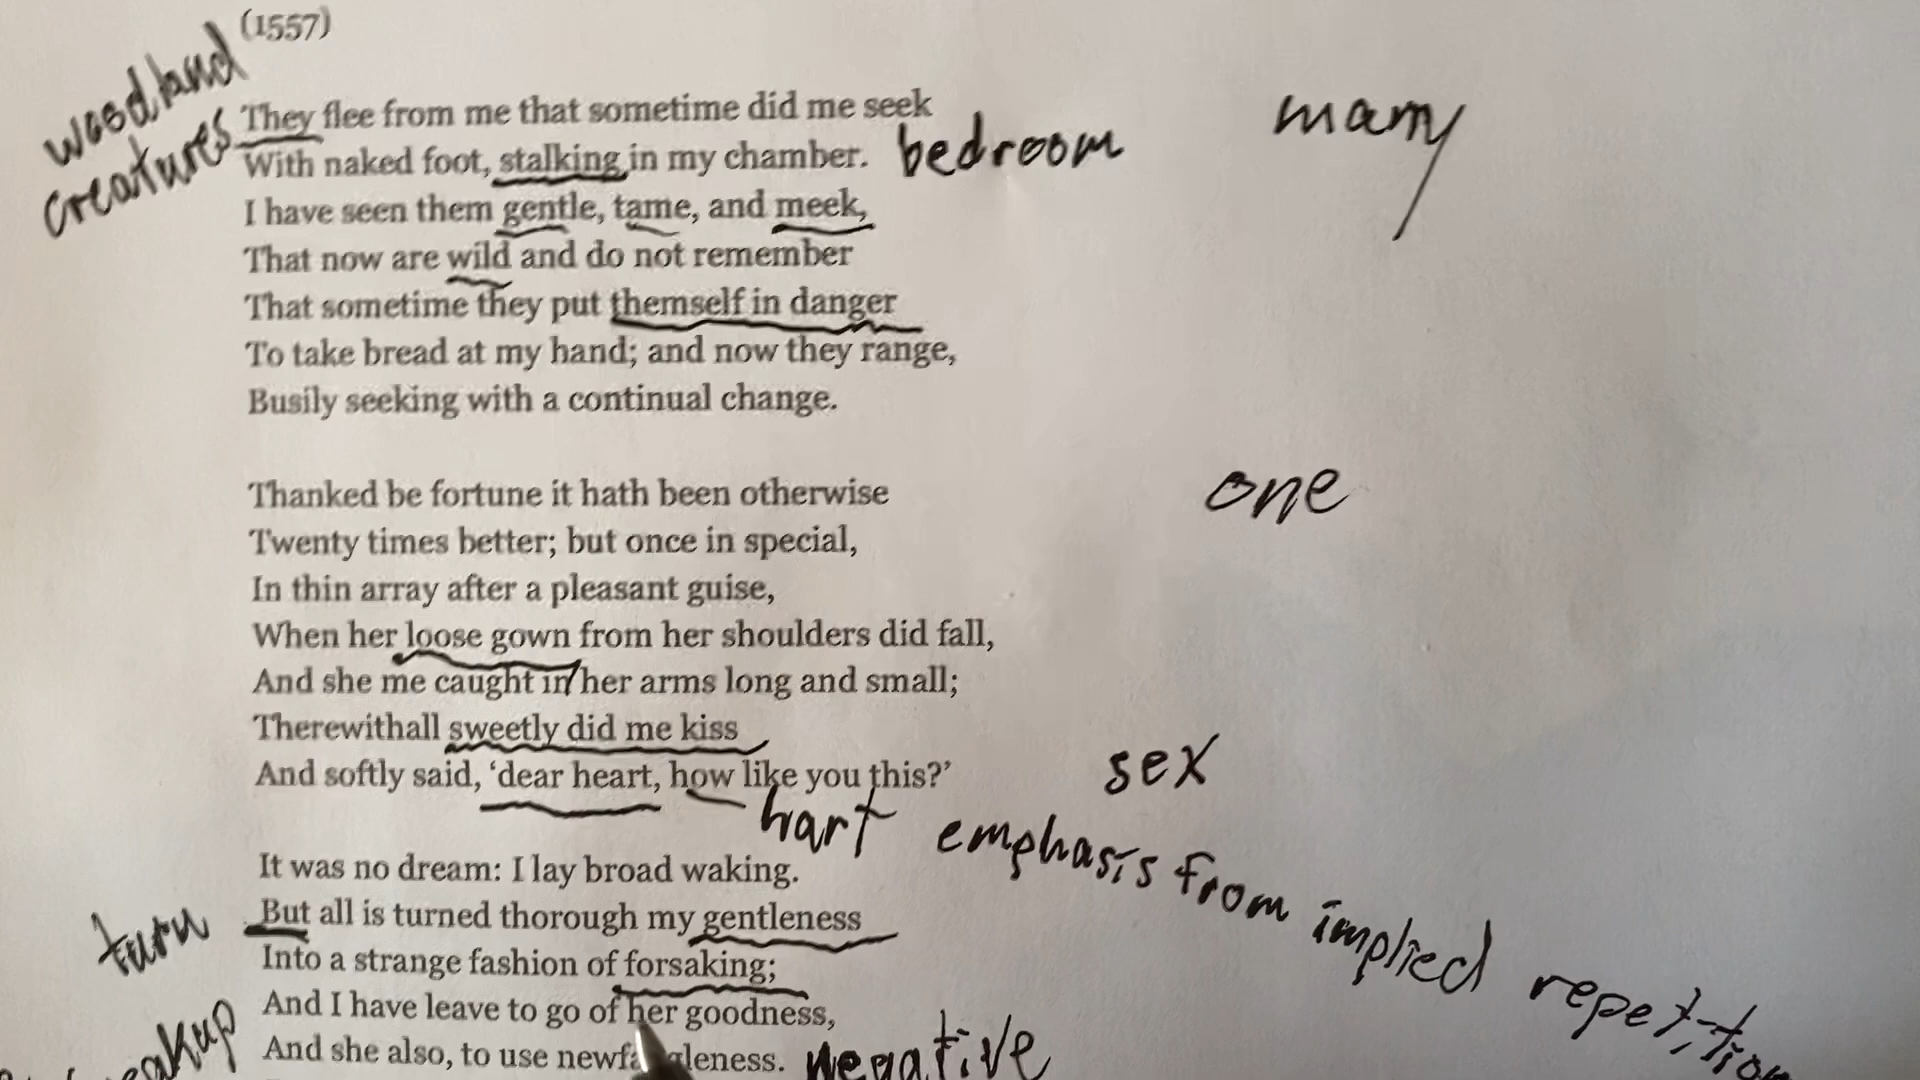 (1557)
woodland
creatures
They flee from me that sometime did me seek
many
With naked foot, stalking in my chamber.
bedroom
I have seen them gentle, tame, and meek,
That now are wild and do not remember
That sometime they put themself in danger
To take bread at my hand; and now they range,
Busily seeking with a continual change.
Thanked be fortune it hath been otherwise
one
Twenty times better; but once in special,
In thin array after a pleasant guise,
When her loose gown from her shoulders did fall,
And she me caught in her arms long and small;
Therewithall sweetly did me kiss
And softly said, ‘dear heart, how like you this?’
sex
hart
emphasis from implied repetition
It was no dream: I lay broad waking.
turn
But all is turned thorough my gentleness
Into a strange fashion of forsaking;
And I have leave to go of her goodness,
And she also, to use
negative